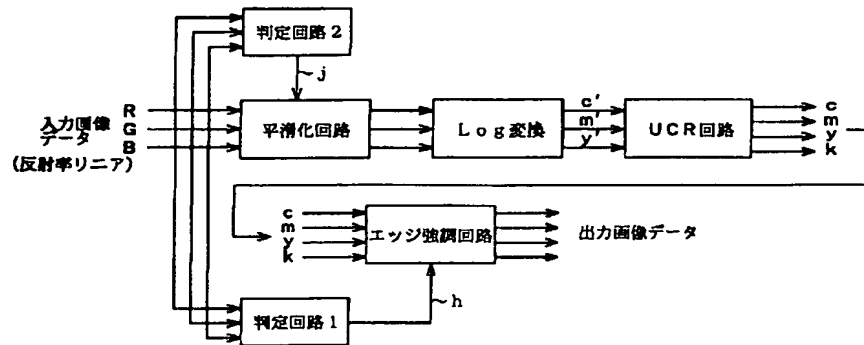 判定回路2
j
入力画像
データ
(反射率リニア)
R
G
B
平滑化回路
Log変換
c'
m'
y'
UCR回路
c
m
y
k
c
m
y
k
エッジ強調回路
出力画像データ
h
判定回路1